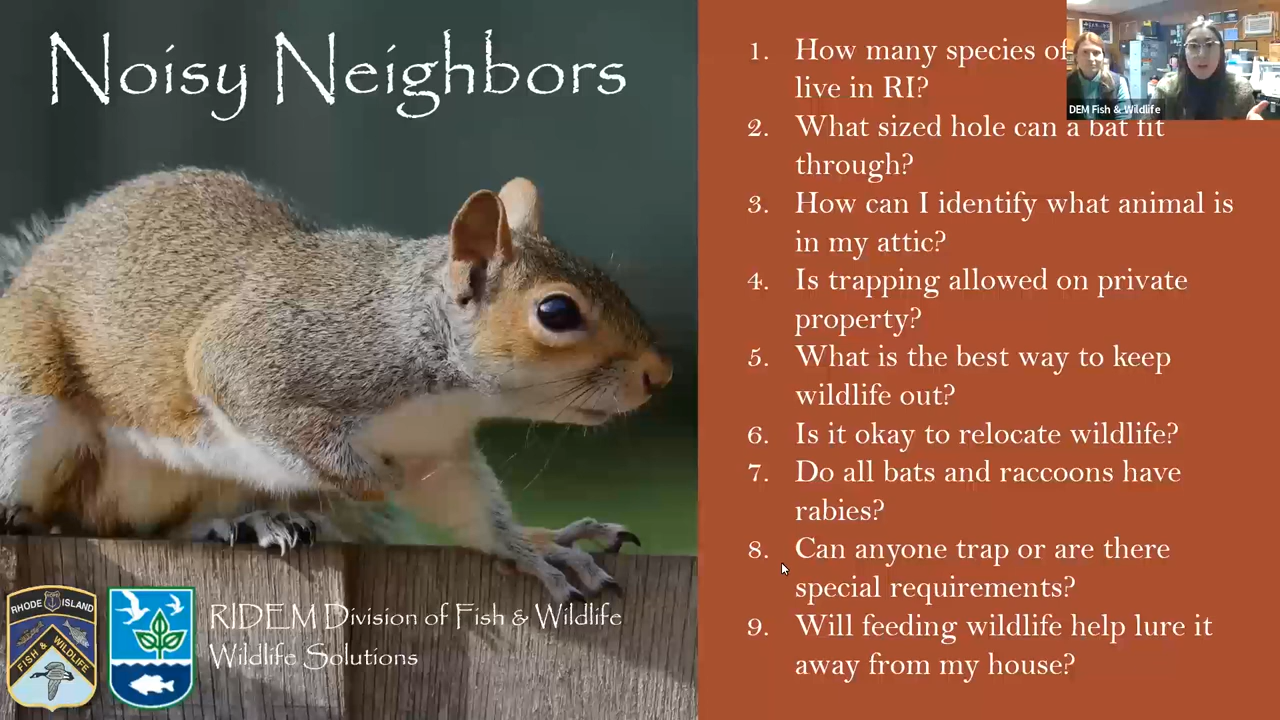 Noisy Neighbors
1. How many species of
live in RI?
2. What sized hole can a bat fit
through?
3. How can I identify what animal is
in my attic?
4. Is trapping allowed on private
property?
5. What is the best way to keep
wildlife out?
6. Is it okay to relocate wildlife?
7. Do all bats and raccoons have
rabies?
8. Can anyone trap or are there
special requirements?
9. Will feeding wildlife help lure it
away from my house?
DEM Fish & Wildlife
RHODE ISLAND
FISH & WILDLIFE
RIDEM Division of Fish & Wildlife
Wildlife Solutions